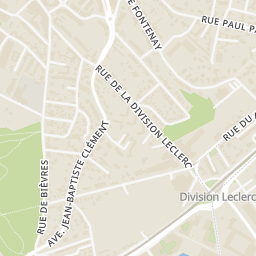 RUE PAUL
FONTENAY
RUE DE LA DIVISION LECLERC
RUE DU
AVE. JEAN-BAPTISTE CLÉMENT
RUE DE BIÈVRES
Division Leclerc